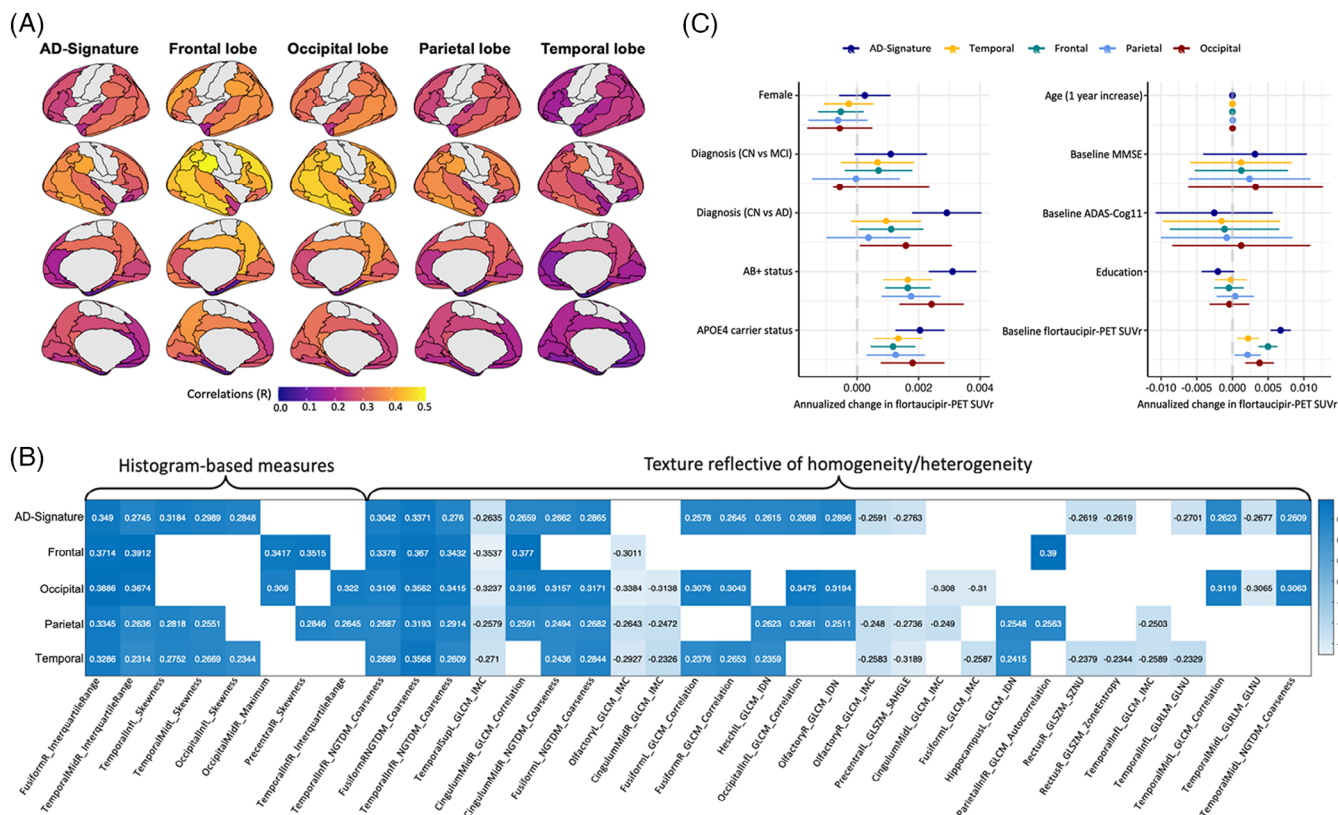 (A)
AD-Signature Frontal lobe Occipital lobe Parietal lobe Temporal lobe
Correlations (R)
0.0 0.1 0.2 0.3 0.4 0.5
(C)
AD-Signature Temporal Frontal Parietal Occipital
Female
Diagnosis (CN vs MCI)
Diagnosis (CN vs AD)
AB+ status
APOE4 carrier status
0.000 0.002 0.004
Annualized change in flortaucipir-PET SUVr
Age (1 year increase)
Baseline MMSE
Baseline ADAS-Cog11
Education
Baseline flortaucipir-PET SUVr
-0.010 -0.005 0.000 0.005 0.010
Annualized change in flortaucipir-PET SUVr
(B)
Histogram-based measures Texture reflective of homogeneity/heterogeneity
AD-Signature 0.349 0.2745 0.3184 0.2989 0.2848 0.3042 0.3371 0.276 -0.2635 0.2659 0.2662 0.2865 0.2578 0.2645 0.2615 0.2688 0.2896 -0.2591 -0.2763 -0.2619 -0.2619 -0.2701 0.2623 -0.2677 0.2609
Frontal 0.3714 0.3912 0.3417 0.3515 0.3378 0.367 0.3432 -0.3537 0.377 -0.3011 0.39
Occipital 0.3886 0.3674 0.306 0.322 0.3106 0.3562 0.3415 -0.3237 0.3195 0.3157 0.3171 -0.3384 -0.3138 0.3076 0.3043 0.3475 0.3194 -0.308 -0.31 0.3119 -0.3065 0.3063
Parietal 0.3345 0.2636 0.2818 0.2551 0.2846 0.2645 0.2687 0.3193 0.2914 -0.2579 0.2591 0.2494 0.2682 -0.2643 -0.2472 0.2623 0.2681 0.2511 -0.248 -0.2736 -0.249 0.2548 0.2563 -0.2503
Temporal 0.3286 0.2314 0.2752 0.2669 0.2344 0.2689 0.3568 0.2609 -0.271 0.2436 0.2844 -0.2927 -0.2326 0.2376 0.2653 0.2359 -0.2583 -0.3189 -0.2587 0.2415 -0.2379 -0.2344 -0.2589 -0.2329
FusiformR_InterquartileRange
TemporalMidR_InterquartileRange
TemporalInfl_Skewness
TemporalMidl_Skewness
OccipitalInfl_Skewness
OccipitalMidR_Maximum
PrecentralR_Skewness
TemporalInfR_InterquartileRange
TemporalInfR_NGTDM_Coarseness
FusiformR_NGTDM_Coarseness
TemporalInfR_NGTDM_Coarseness
TemporalSupL_GLCM_IMC
CingulumMidR_GLCM_Correlation
CingulumMidR_NGTDM_Coarseness
FusiformL_NGTDM_Coarseness
OlfactoryL_GLCM_IMC
CingulumMidR_GLCM_IMC
FusiformL_GLCM_Correlation
FusiformR_GLCM_Correlation
Heschll_GLCM_IDN
OccipitalInfL_GLCM_Correlation
OlfactoryR_GLCM_IDN
OlfactoryR_GLCM_IMC
Precentrall_GLSZM_SAHGLE
CingulumMidl_GLCM_IMC
FusiformL_GLCM_IMC
HippocampusL_GLCM_IDN
ParietalInfR_GLCM_Autocorrelation
RectusR_GLSZM_SZNU
RectusR_GLSZM_ZoneEntropy
TemporalInfL_GLCM_IMC
TemporalInfL_GLRLM_GLNU
TemporalMidL_GLCM_Correlation
TemporalMidL_GLRLM_GLNU
TemporalMidL_NGTDM_Coarseness